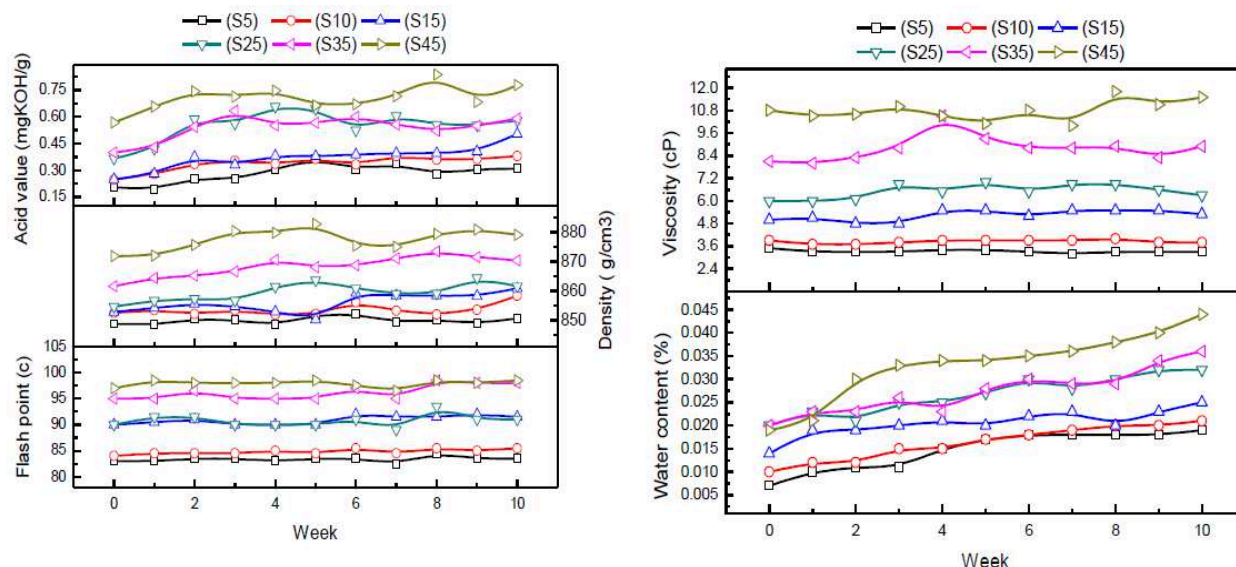 (S5) (S10) (S15)
(S25) (S35) (S45)
Acid value (mgKOH/g)
0.75
0.60
0.45
0.30
0.15
Density ( g/cm3)
880
870
860
850
Flash point (c)
105
100
95
90
85
80
0 2 4 6 8 10
Week
(S5) (S10) (S15)
(S25) (S35) (S45)
Viscosity (cP)
12.0
10.8
9.6
8.4
7.2
6.0
4.8
3.6
2.4
Water content (%)
0.045
0.040
0.035
0.030
0.025
0.020
0.015
0.010
0.005
0 2 4 6 8 10
Week